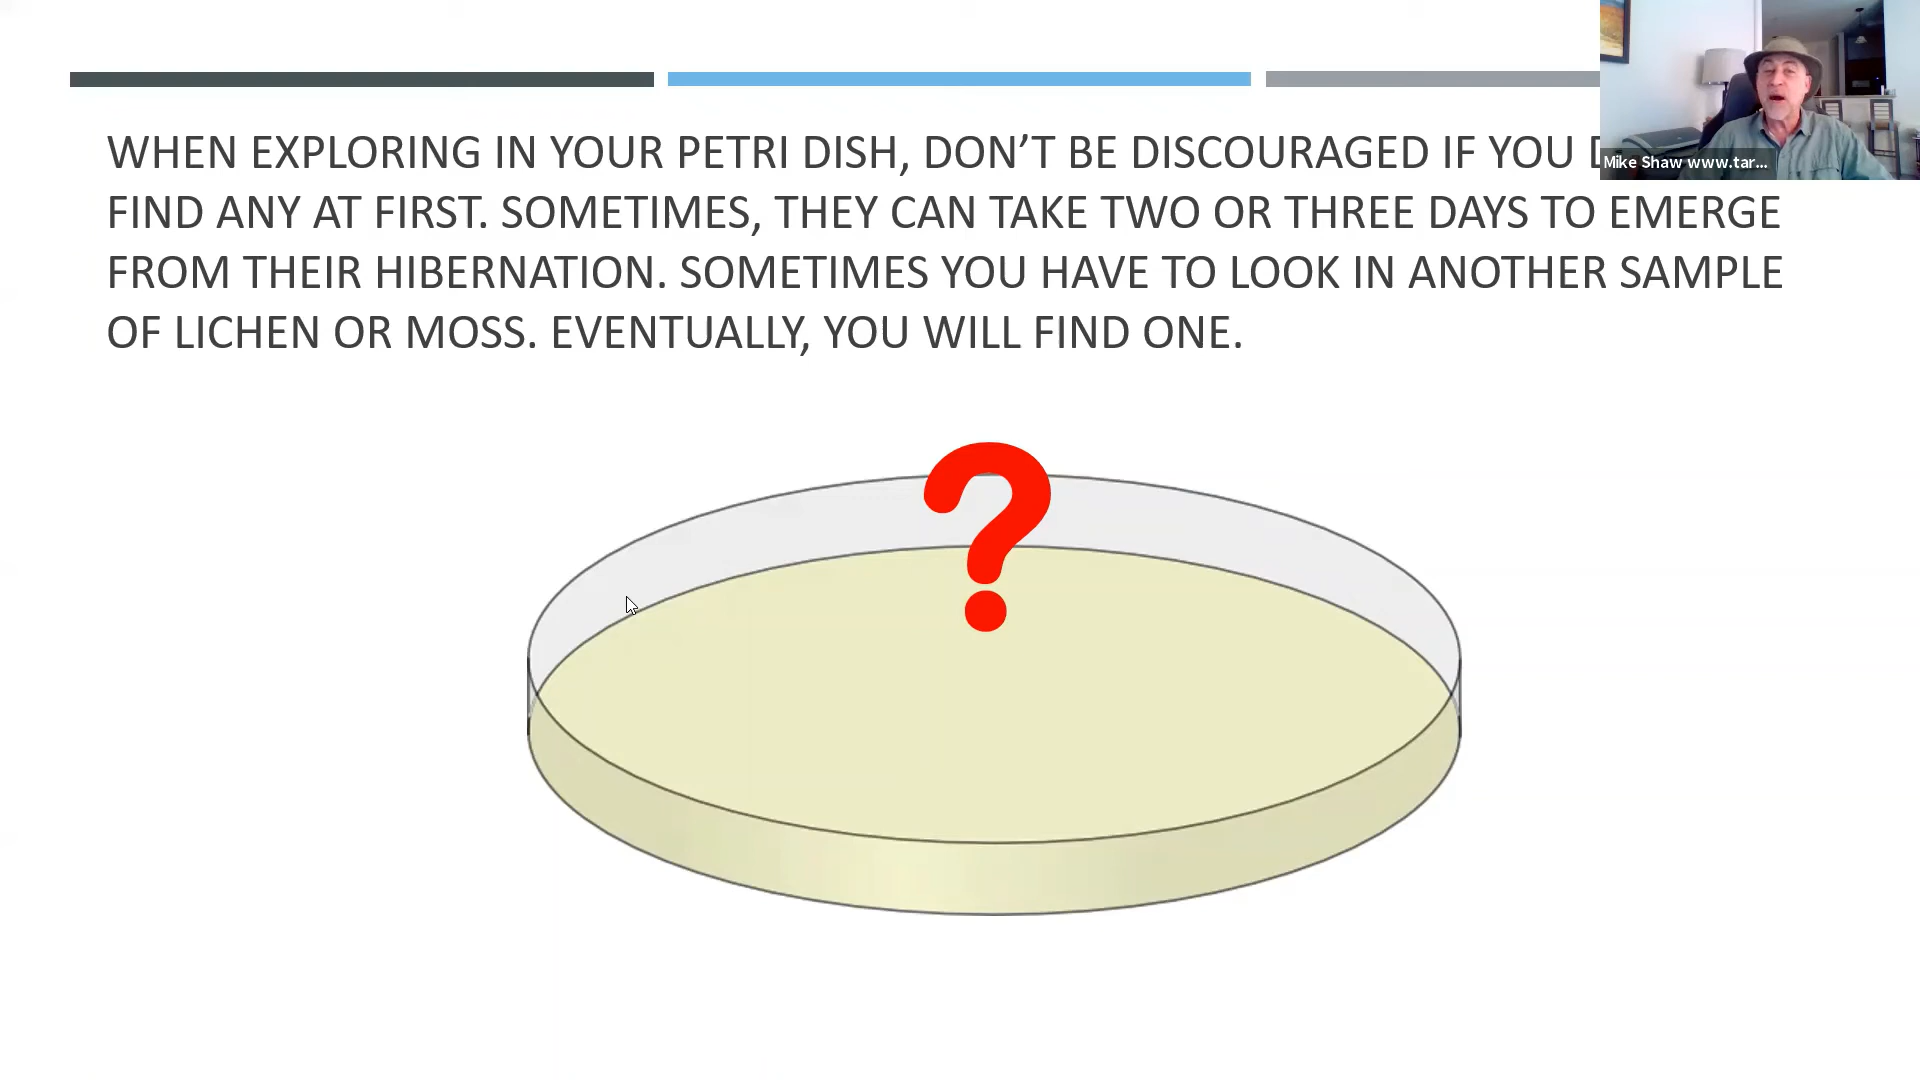 WHEN EXPLORING IN YOUR PETRI DISH, DON’T BE DISCOURAGED IF YOU
FIND ANY AT FIRST. SOMETIMES, THEY CAN TAKE TWO OR THREE DAYS TO EMERGE
FROM THEIR HIBERNATION. SOMETIMES YOU HAVE TO LOOK IN ANOTHER SAMPLE
OF LICHEN OR MOSS. EVENTUALLY, YOU WILL FIND ONE.
?
Mike Shaw www.tar...